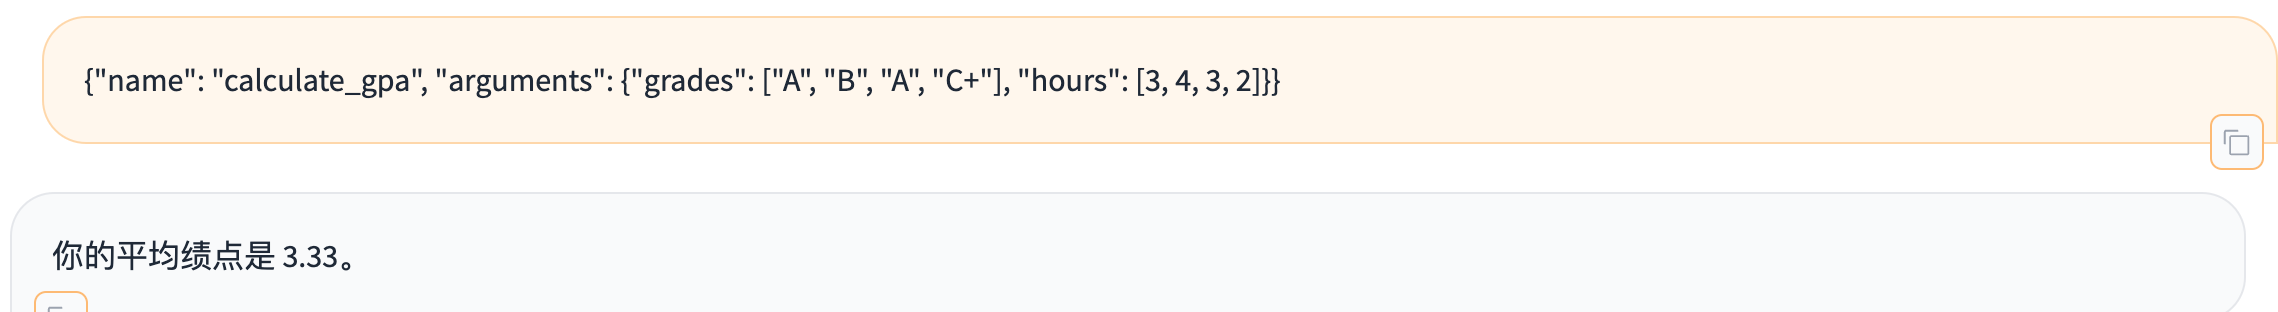 {"name": "calculate_gpa", "arguments": {"grades": ["A", "B", "A", "C+"], "hours": [3, 4, 3, 2]}}
你的平均绩点是 3.33。